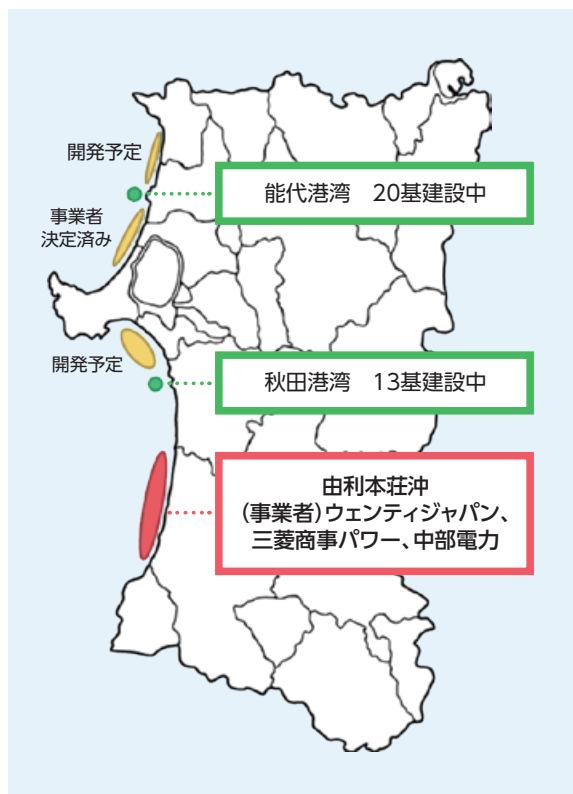 開発予定
能代港湾　20基建設中
事業者
決定済み
開発予定
秋田港湾　13基建設中
由利本荘沖
(事業者)ウェンティジャパン、
三菱商事パワー、中部電力